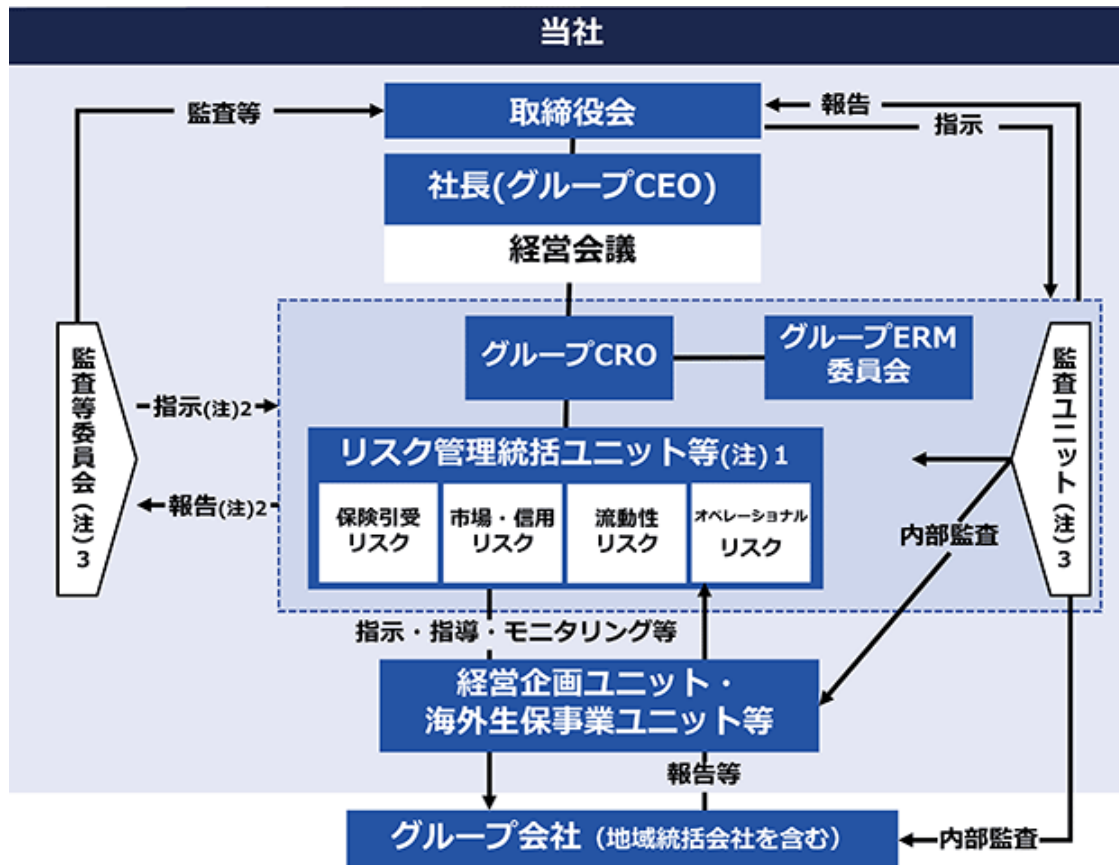 当社
監査等
取締役会
報告
指示
社長(グループCEO)
経営会議
グループCRO
グループERM
委員会
監査等委員会(注)3
指示(注)2
報告(注)2
監査ユニット(注)3
リスク管理統括ユニット等(注)1
保険引受
リスク
市場・信用
リスク
流動性
リスク
オペレーショナル
リスク
内部監査
指示・指導・モニタリング等
経営企画ユニット・
海外生保事業ユニット等
報告等
グループ会社(地域統括会社を含む)
内部監査